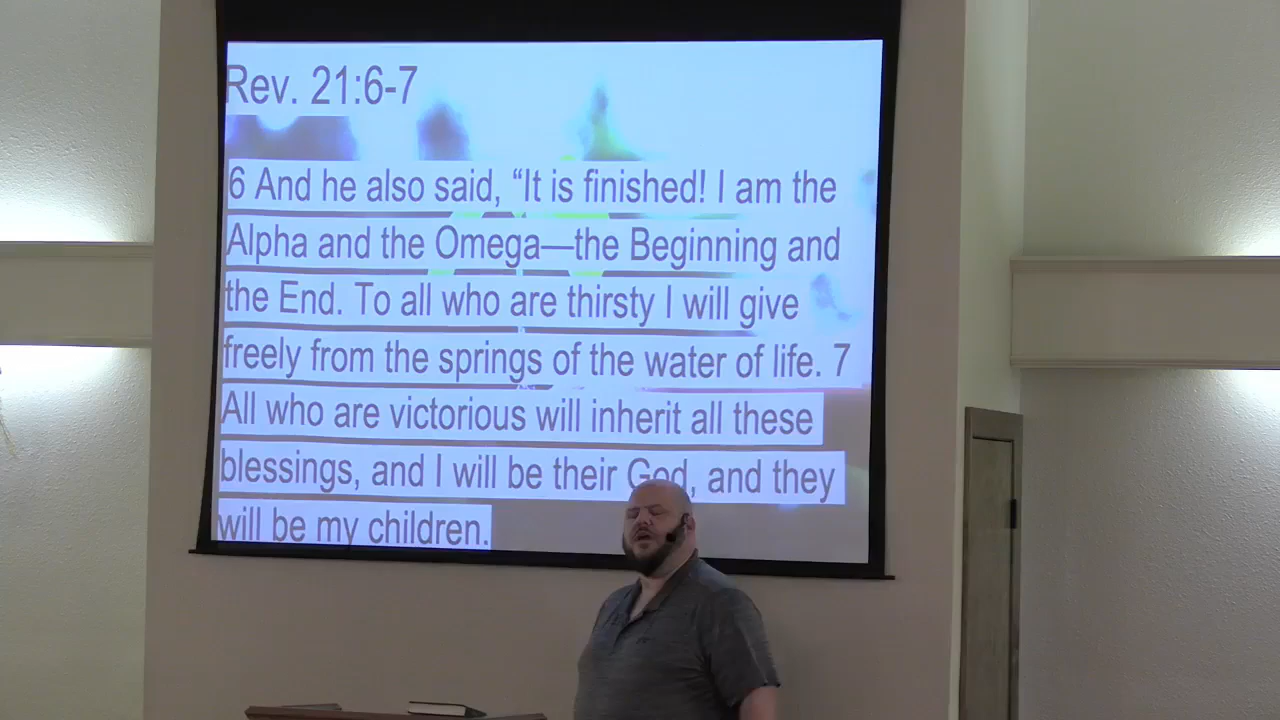 Rev. 21:6-7
6 And he also said, “It is finished! I am the
Alpha and the Omega—the Beginning and
the End. To all who are thirsty I will give
freely from the springs of the water of life. 7
All who are victorious will inherit all these
blessings, and I will be their God, and they
will be my children.